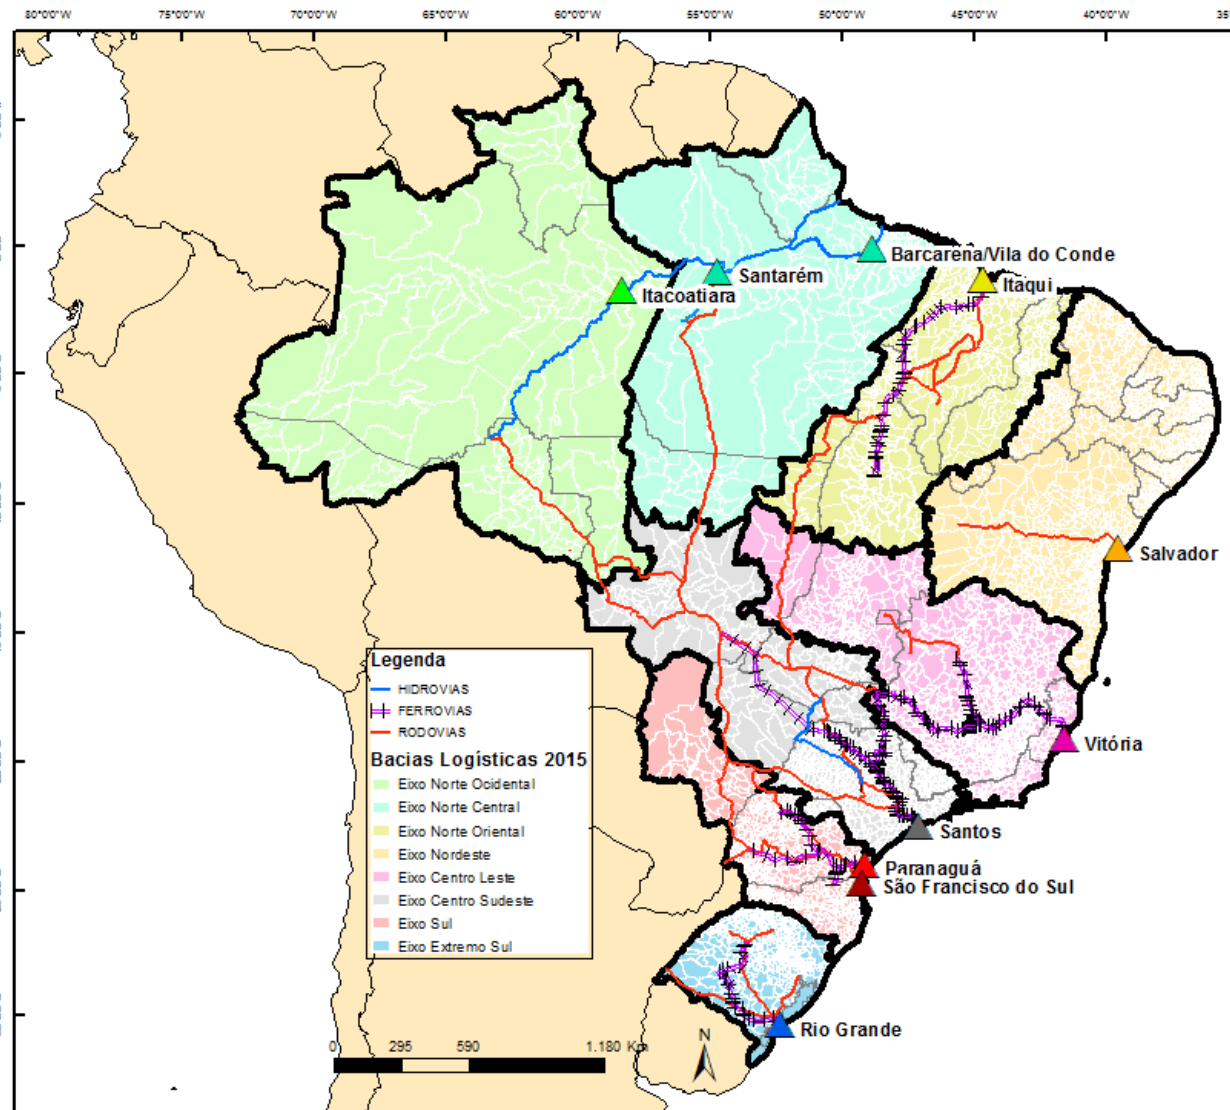 80°0'0"W 75°0'0"W 70°0'0"W 65°0'0"W 60°0'0"W 55°0'0"W 50°0'0"W 45°0'0"W 40°0'0"W
Barcarena/Vila do Conde
Santarém
Itaqui
Itacoatiara
Salvador
Legenda
HIDROVIAS
FERROVIAS
RODOVIAS
Bacias Logísticas 2015
Eixo Norte Ocidental
Eixo Norte Central
Eixo Norte Oriental
Eixo Nordeste
Eixo Centro Leste
Eixo Centro Sudeste
Eixo Sul
Eixo Extremo Sul
Vitória
Santos
Paranaguá
São Francisco do Sul
Rio Grande
N
0 295 590 1.180 Km